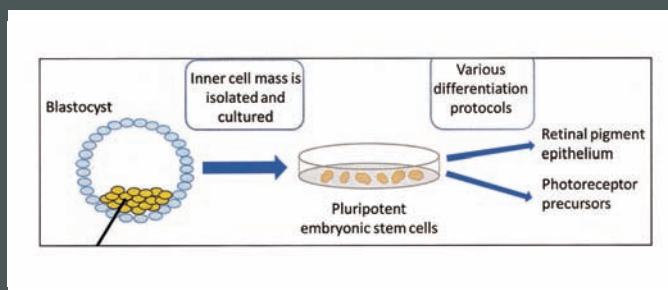 Blastocyst
Inner cell mass is
isolated and
cultured
Pluripotent
embryonic stem cells
Various
differentiation
protocols
Retinal pigment
epithelium
Photoreceptor
precursors